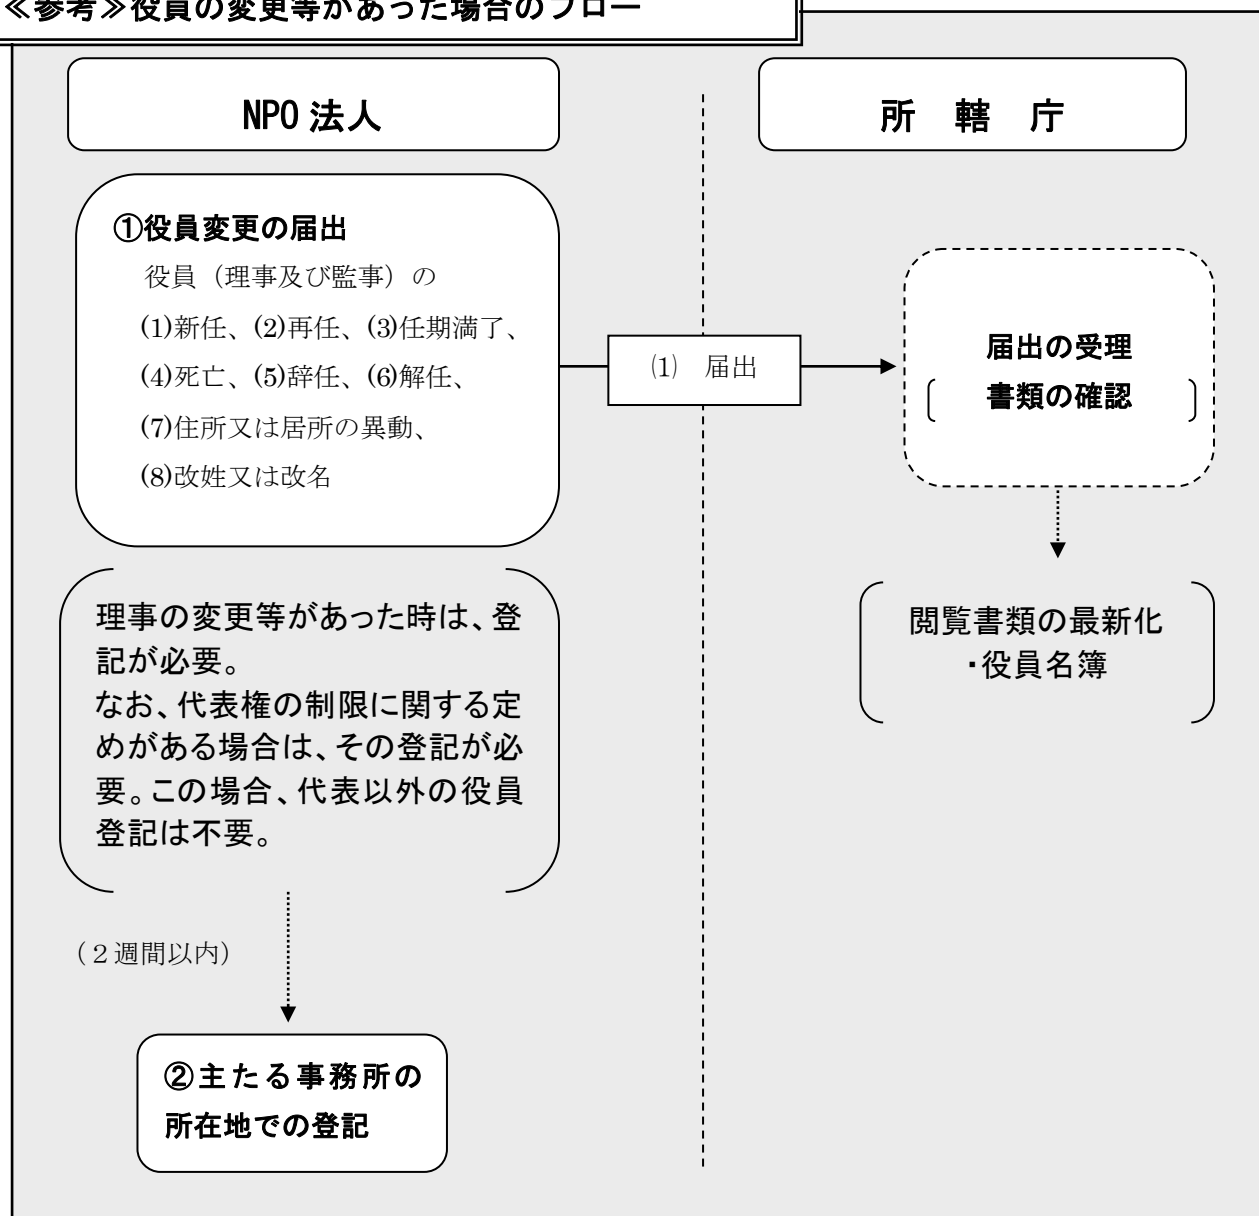 ≪参考≫役員の変更等があった場合のフロー
NPO 法人
所 轄 庁
①役員変更の届出
役員（理事及び監事）の
(1)新任、(2)再任、(3)任期満了、
(4)死亡、(5)辞任、(6)解任、
(7)住所又は居所の異動、
(8)改姓又は改名
⑴ 届出
届出の受理
書類の確認
理事の変更等があった時は、登
記が必要。
なお、代表権の制限に関する定
めがある場合は、その登記が必
要。この場合、代表以外の役員
登記は不要。
閲覧書類の最新化
・役員名簿
（２週間以内）
②主たる事務所の
所在地での登記